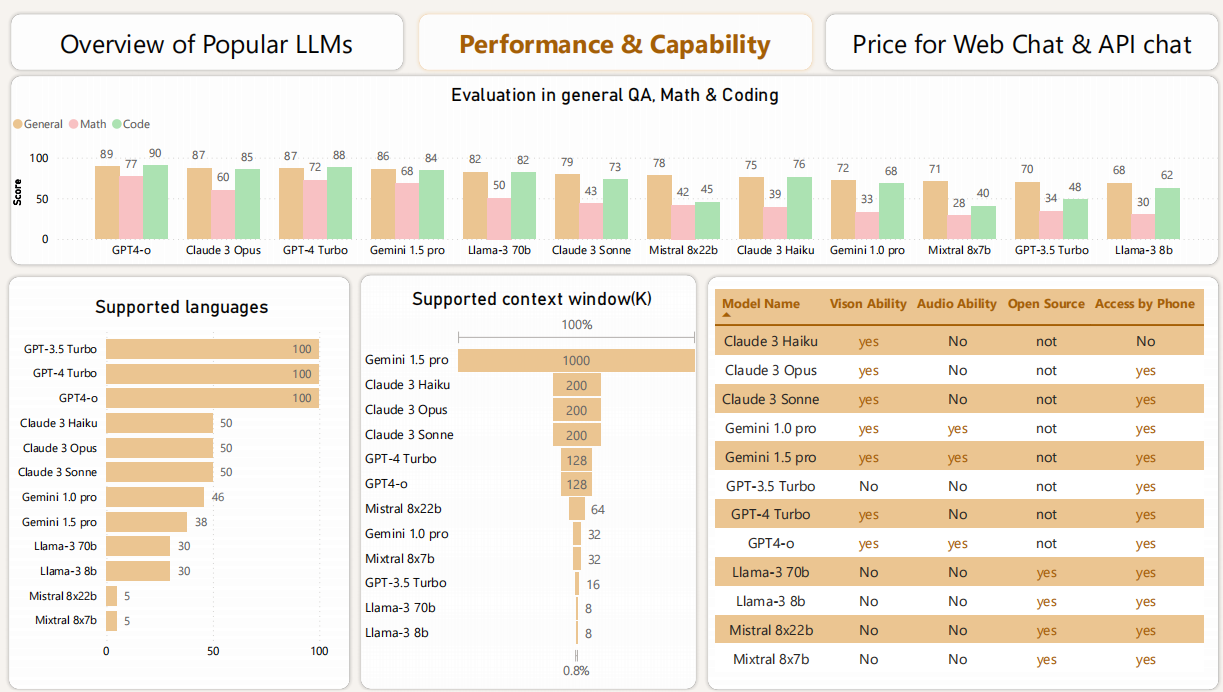 Overview of Popular LLMs
Performance & Capability
Price for Web Chat & API chat
Evaluation in general QA, Math & Coding
General Math Code
Score
100
50
0
89 77 90
87 60 85
87 72 88
86 68 84
82 50 82
79 43 73
78 42 45
75 39 76
72 33 68
71 28 40
70 34 48
68 30 62
GPT4-o Claude 3 Opus GPT-4 Turbo Gemini 1.5 pro Llama-3 70b Claude 3 Sonne Mistral 8x22b Claude 3 Haiku Gemini 1.0 pro Mixtral 8x7b GPT-3.5 Turbo Llama-3 8b
Supported languages
GPT-3.5 Turbo 100
GPT-4 Turbo 100
GPT4-o 100
Claude 3 Haiku 50
Claude 3 Opus 50
Claude 3 Sonne 50
Gemini 1.0 pro 46
Gemini 1.5 pro 38
Llama-3 70b 30
Llama-3 8b 30
Mistral 8x22b 5
Mixtral 8x7b 5
0 50 100
Supported context window(K)
100%
Gemini 1.5 pro 1000
Claude 3 Haiku 200
Claude 3 Opus 200
Claude 3 Sonne 200
GPT-4 Turbo 128
GPT4-o 128
Mistral 8x22b 64
Gemini 1.0 pro 32
Mixtral 8x7b 32
GPT-3.5 Turbo 16
Llama-3 70b 8
Llama-3 8b 8
0.8%
Model Name Vison Ability Audio Ability Open Source Access by Phone
Claude 3 Haiku yes No not No
Claude 3 Opus yes No not yes
Claude 3 Sonne yes No not yes
Gemini 1.0 pro yes yes not yes
Gemini 1.5 pro yes yes not yes
GPT-3.5 Turbo No No not yes
GPT-4 Turbo yes No not yes
GPT4-o yes yes not yes
Llama-3 70b No No yes yes
Llama-3 8b No No yes yes
Mistral 8x22b No No yes yes
Mixtral 8x7b No No yes yes